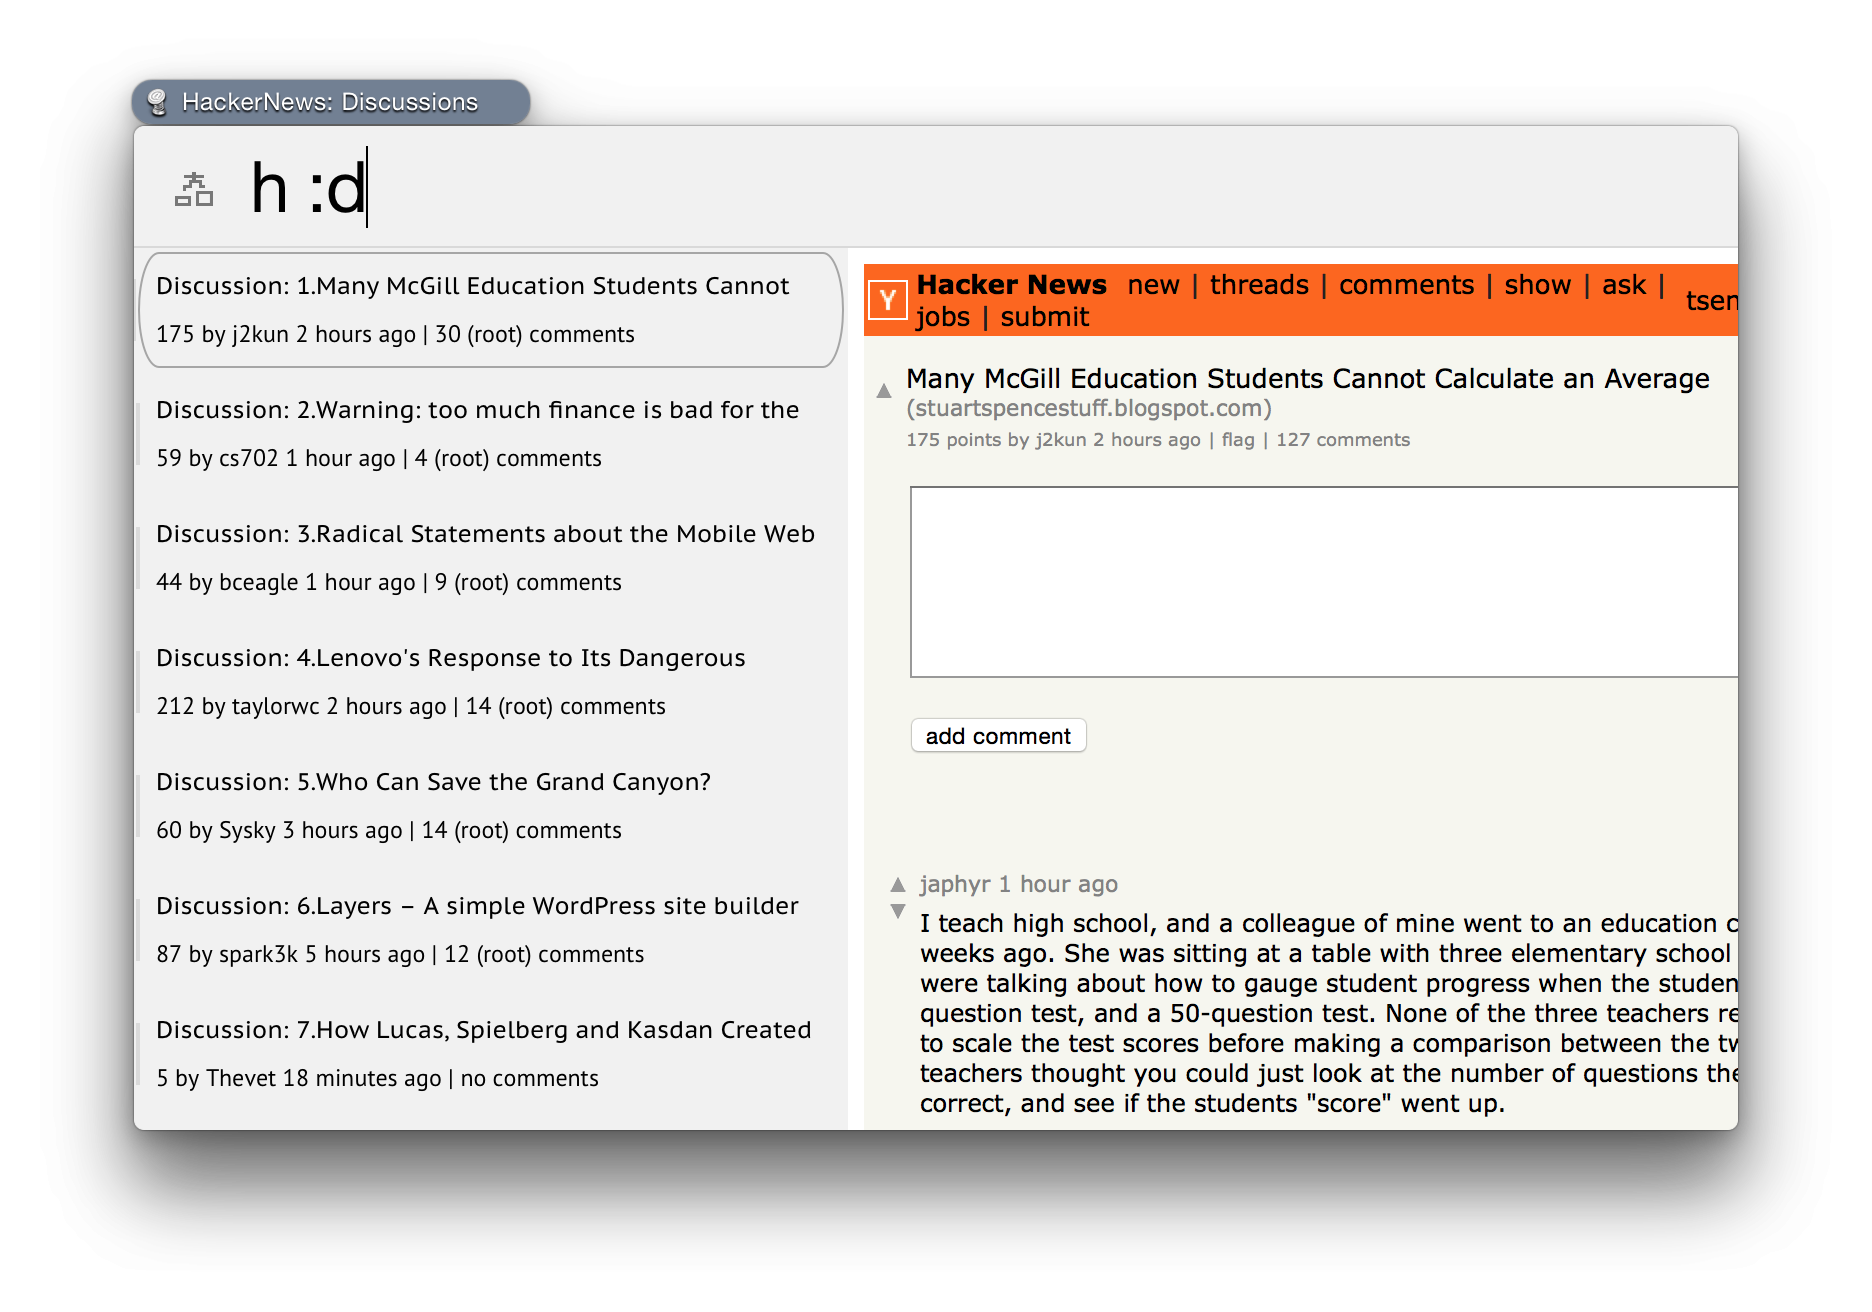 HackerNews: Discussions
h :d
Discussion: 1.Many McGill Education Students Cannot
175 by j2kun 2 hours ago | 30 (root) comments
Discussion: 2.Warning: too much finance is bad for the
59 by cs702 1 hour ago | 4 (root) comments
Discussion: 3.Radical Statements about the Mobile Web
44 by bceagle 1 hour ago | 9 (root) comments
Discussion: 4.Lenovo's Response to Its Dangerous
212 by taylorwc 2 hours ago | 14 (root) comments
Discussion: 5.Who Can Save the Grand Canyon?
60 by Sysky 3 hours ago | 14 (root) comments
Discussion: 6.Layers – A simple WordPress site builder
87 by spark3k 5 hours ago | 12 (root) comments
Discussion: 7.How Lucas, Spielberg and Kasdan Created
5 by Thevet 18 minutes ago | no comments
Y
Hacker News new | threads | comments | show | ask |
jobs | submit
tsen
Many McGill Education Students Cannot Calculate an Average
(stuartspencestuff.blogspot.com)
175 points by j2kun 2 hours ago | flag | 127 comments
add comment
japhyr 1 hour ago
I teach high school, and a colleague of mine went to an education c
weeks ago. She was sitting at a table with three elementary school
were talking about how to gauge student progress when the studen
question test, and a 50-question test. None of the three teachers re
to scale the test scores before making a comparison between the tw
teachers thought you could just look at the number of questions the
correct, and see if the students "score" went up.